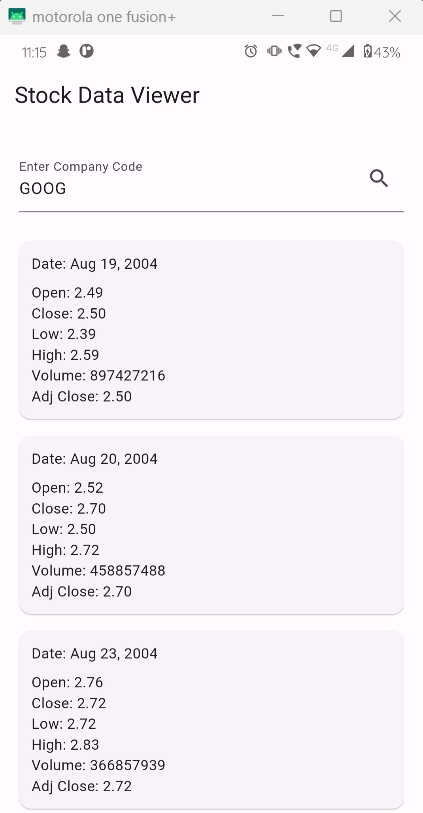 motorola one fusion+
11:15
4G
43%
Stock Data Viewer
Enter Company Code
GOOG
Date: Aug 19, 2004
Open: 2.49
Close: 2.50
Low: 2.39
High: 2.59
Volume: 897427216
Adj Close: 2.50
Date: Aug 20, 2004
Open: 2.52
Close: 2.70
Low: 2.50
High: 2.72
Volume: 458857488
Adj Close: 2.70
Date: Aug 23, 2004
Open: 2.76
Close: 2.72
Low: 2.72
High: 2.83
Volume: 366857939
Adj Close: 2.72